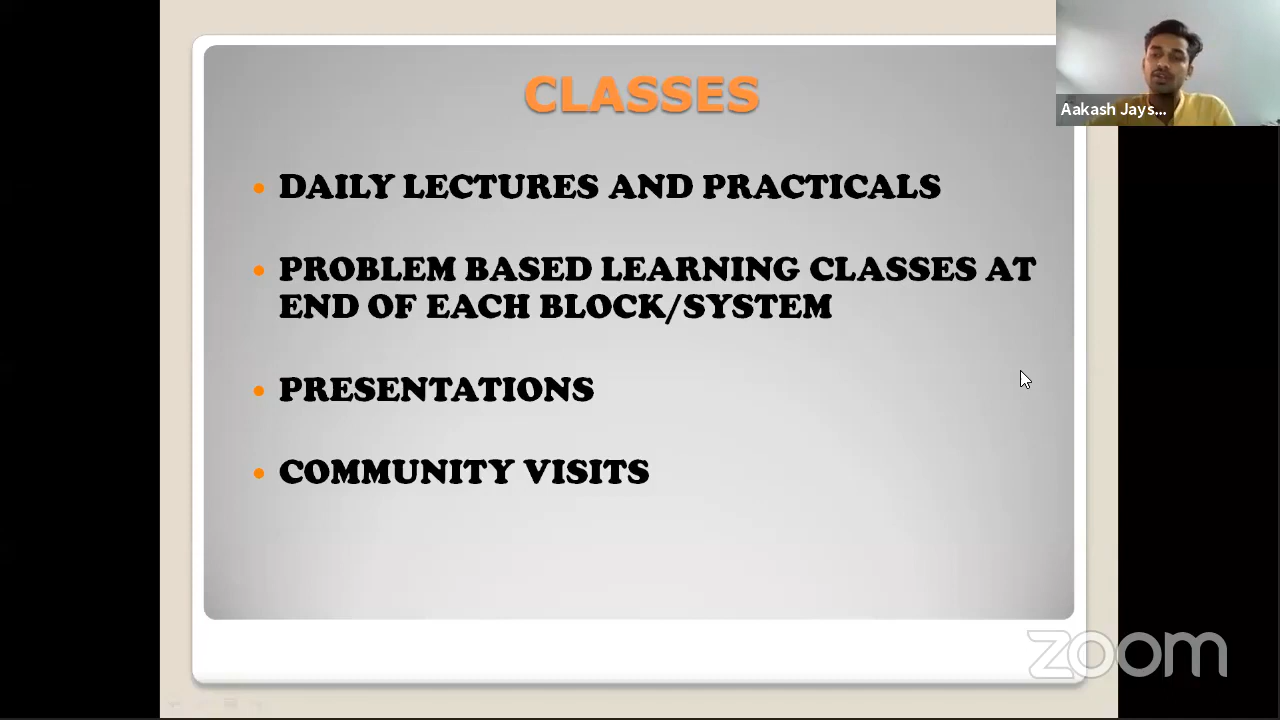 CLASSES
Aakash Jays...
DAILY LECTURES AND PRACTICALS
PROBLEM BASED LEARNING CLASSES AT
END OF EACH BLOCK/SYSTEM
PRESENTATIONS
COMMUNITY VISITS
zoom